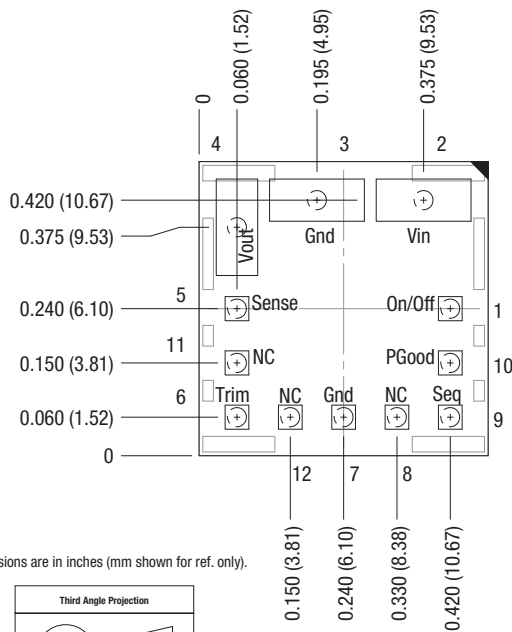 0
0.060 (1.52)
0.195 (4.95)
0.375 (9.53)
4
3
2
0.420 (10.67)
0.375 (9.53)
Vout
Gnd
Vin
5
0.240 (6.10)
Sense
On/Off
1
11
0.150 (3.81)
NC
PGood
10
6
0.060 (1.52)
Trim
NC
Gnd
NC
Seq
9
0
12
7
8
0.150 (3.81)
0.240 (6.10)
0.330 (8.38)
0.420 (10.67)
sions are in inches (mm shown for ref. only).
Third Angle Projection